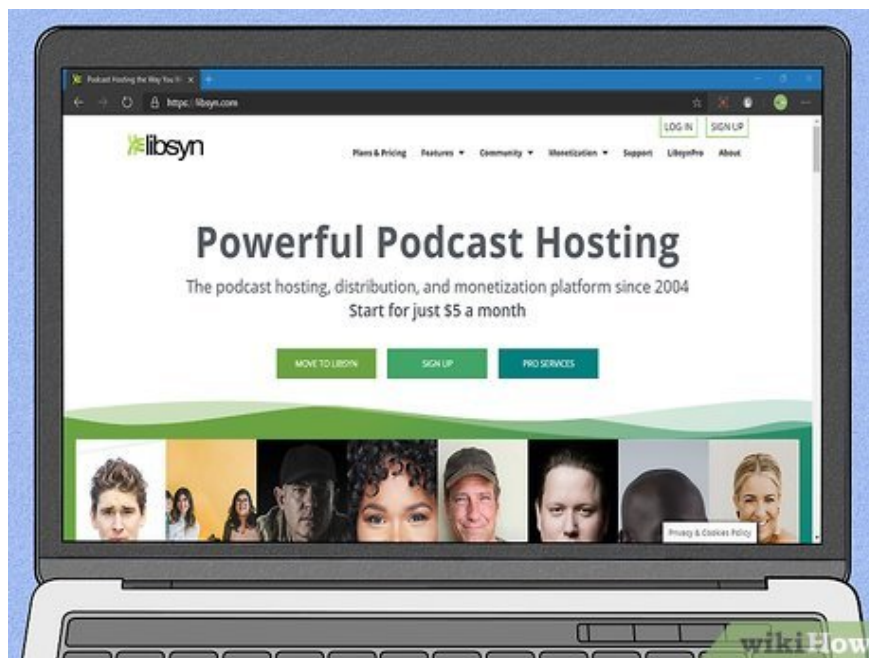 Podcast Hosting the Way You
https://libsyn.com
LOG IN SIGN UP
libsyn
Plans & Pricing Features Community Monetization Support LibsynPro About
Powerful Podcast Hosting
The podcast hosting, distribution, and monetization platform since 2004
Start for just $5 a month
MOVE TO LIBSYN SIGN UP PRO SERVICES
Privacy & Cookies Policy
wikiHow